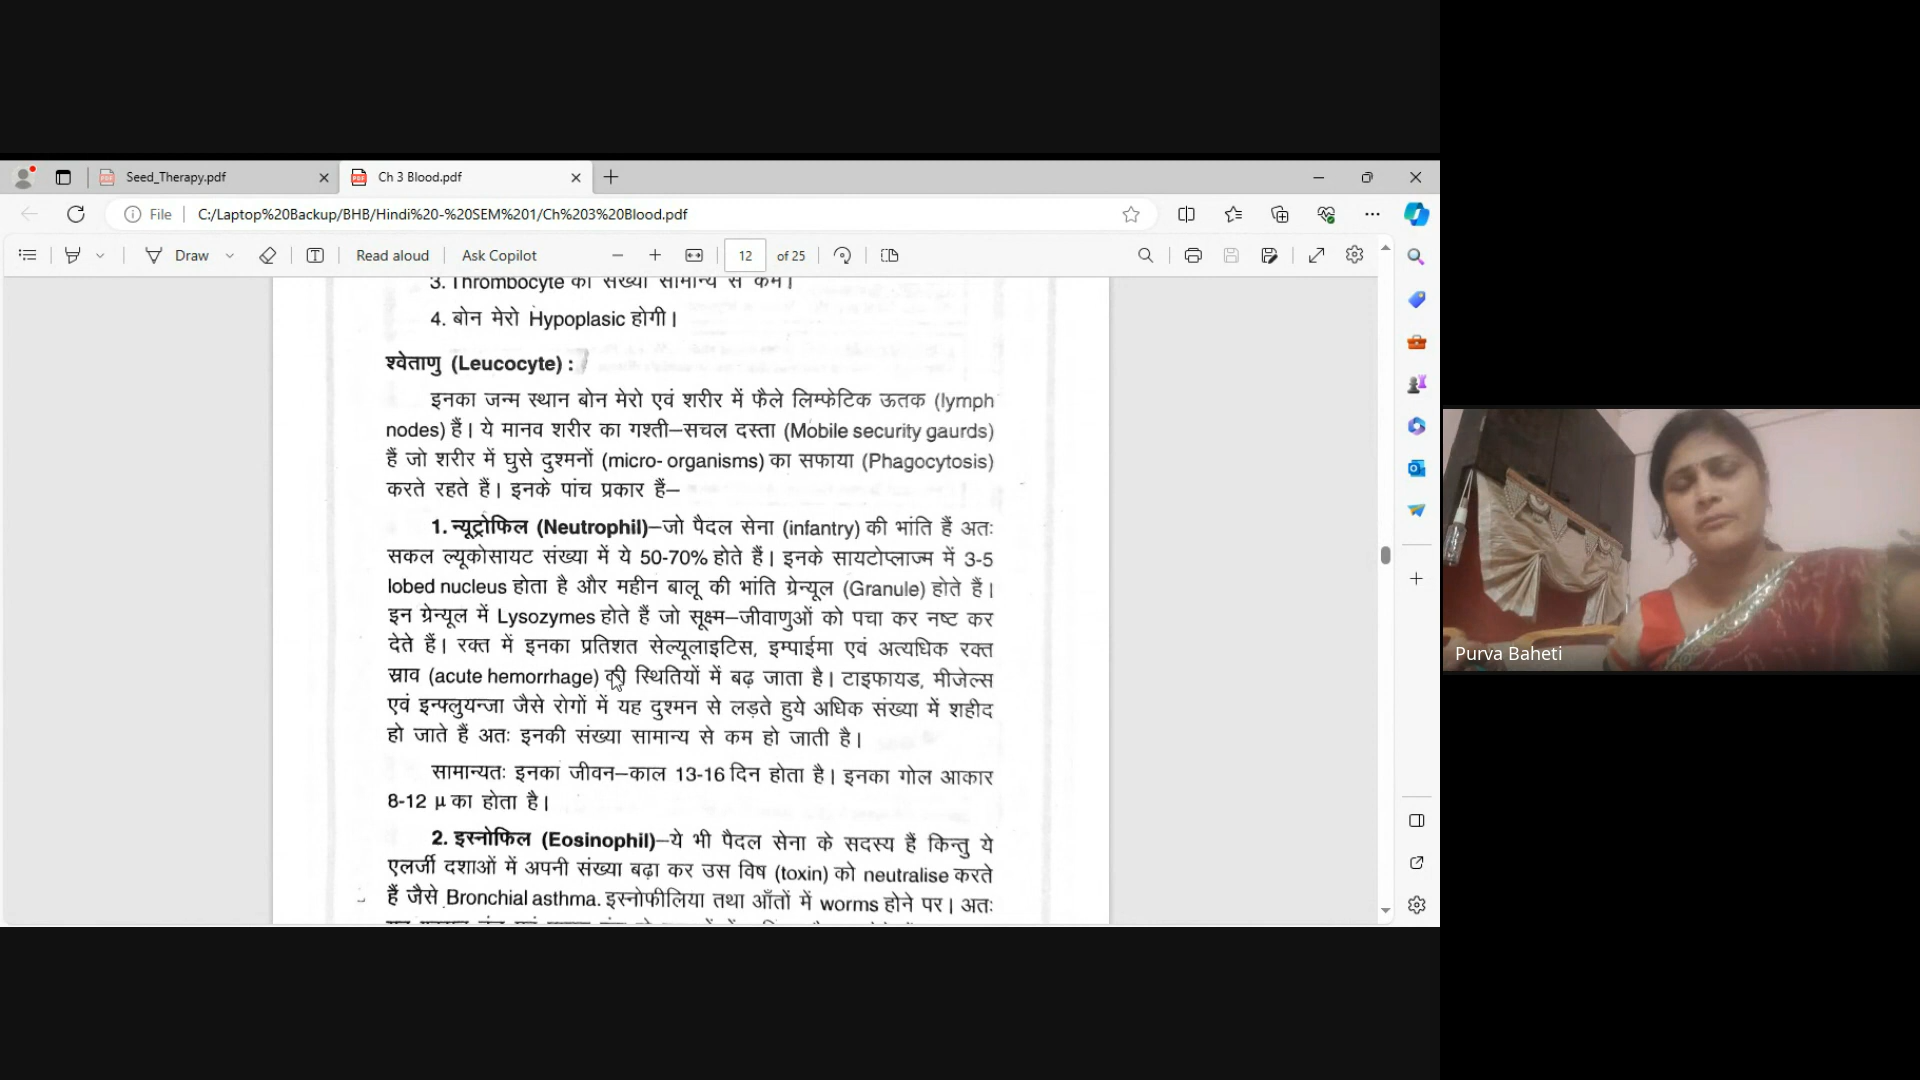 Seed_Therapy.pdf
Ch 3 Blood.pdf
File
C:/Laptop%20Backup/BHB/Hindi%20-%20SEM%201/Ch%203%20Blood.pdf
Draw
Read aloud
Ask Copilot
12 of 25
3. Thrombocyte की संख्या सामान्य से कम।
4. बोन मेरो Hypoplasic होगी।
श्वेताणु (Leucocyte) :
इनका जन्म स्थान बोन मेरो एवं शरीर में फैले लिम्फेटिक ऊतक (lymph
nodes) हैं। ये मानव शरीर का गश्ती–सचल दस्ता (Mobile security gaurds)
हैं जो शरीर में घुसे दुश्मनों (micro- organisms) का सफाया (Phagocytosis)
करते रहते हैं। इनके पांच प्रकार हैं–
1. न्यूट्रोफिल (Neutrophil)–जो पैदल सेना (infantry) की भांति हैं अतः
सकल ल्यूकोसायट संख्या में ये 50-70% होते हैं। इनके सायटोप्लाज्म में 3-5
lobed nucleus होता है और महीन बालू की भांति ग्रेन्यूल (Granule) होते हैं।
इन ग्रेन्यूल में Lysozymes होते हैं जो सूक्ष्म–जीवाणुओं को पचा कर नष्ट कर
देते हैं। रक्त में इनका प्रतिशत सेल्यूलाइटिस, इम्पाईमा एवं अत्यधिक रक्त
स्राव (acute hemorrhage) की स्थितियों में बढ़ जाता है। टाइफायड, मीजेल्स
एवं इन्फ्लुयन्जा जैसे रोगों में यह दुश्मन से लड़ते हुये अधिक संख्या में शहीद
हो जाते हैं अतः इनकी संख्या सामान्य से कम हो जाती है।
सामान्यतः इनका जीवन–काल 13-16 दिन होता है। इनका गोल आकार
8-12 µ का होता है।
2. इस्नोफिल (Eosinophil)–ये भी पैदल सेना के सदस्य हैं किन्तु ये
एलर्जी दशाओं में अपनी संख्या बढ़ा कर उस विष (toxin) को neutralise करते
हैं जैसे Bronchial asthma. इस्नोफीलिया तथा आँतों में worms होने पर। अतः
Purva Baheti